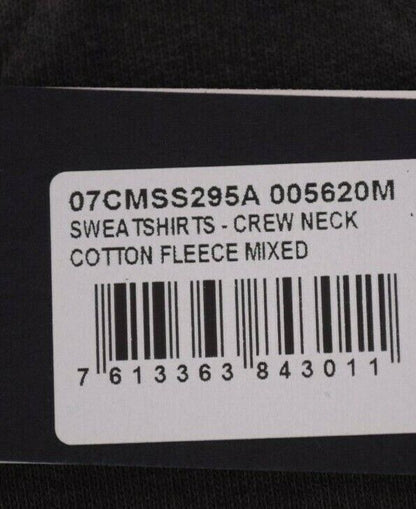 07CMSS295A 005620M
SWEATSHIRTS - CREW NECK
COTTON FLEECE MIXED
7 613363 843011